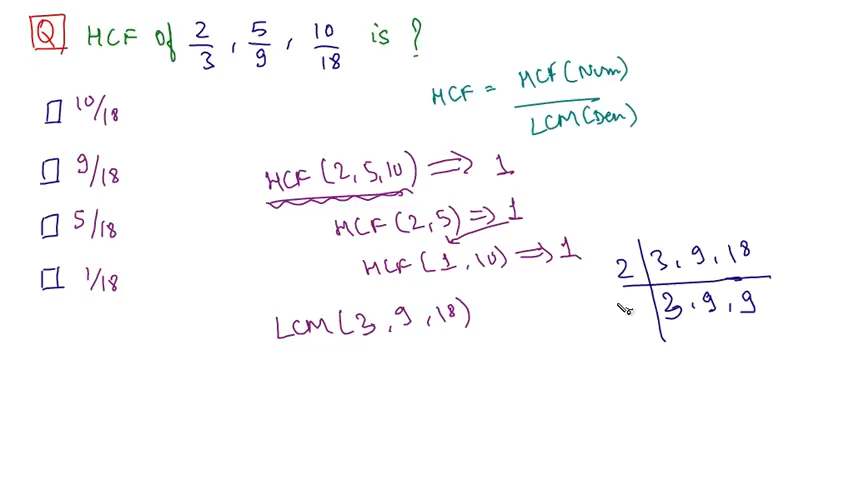 Q HCF of 2/3, 5/9, 10/18 is ?
HCF = HCF(Num)/LCM(Den)
10/18
9/18
5/18
1/18
HCF(2,5,10) ⟹ 1
HCF(2,5) ⟹ 1
HCF(1,10) ⟹ 1
LCM(3,9,18)
2 | 3, 9, 18
3, 9, 9